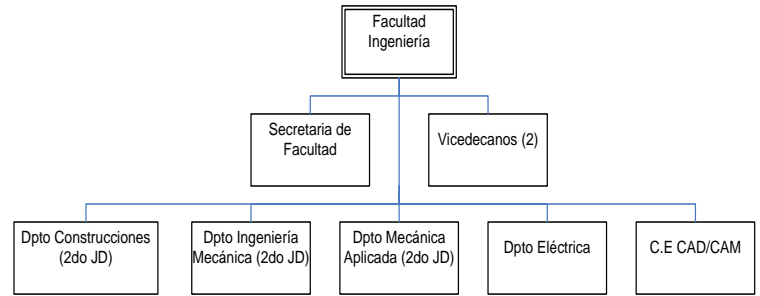 Facultad
Ingeniería
Secretaria de
Facultad
Vicedecanos (2)
Dpto Construcciones
(2do JD)
Dpto Ingeniería
Mecánica (2do JD)
Dpto Mecánica
Aplicada (2do JD)
Dpto Eléctrica
C.E CAD/CAM